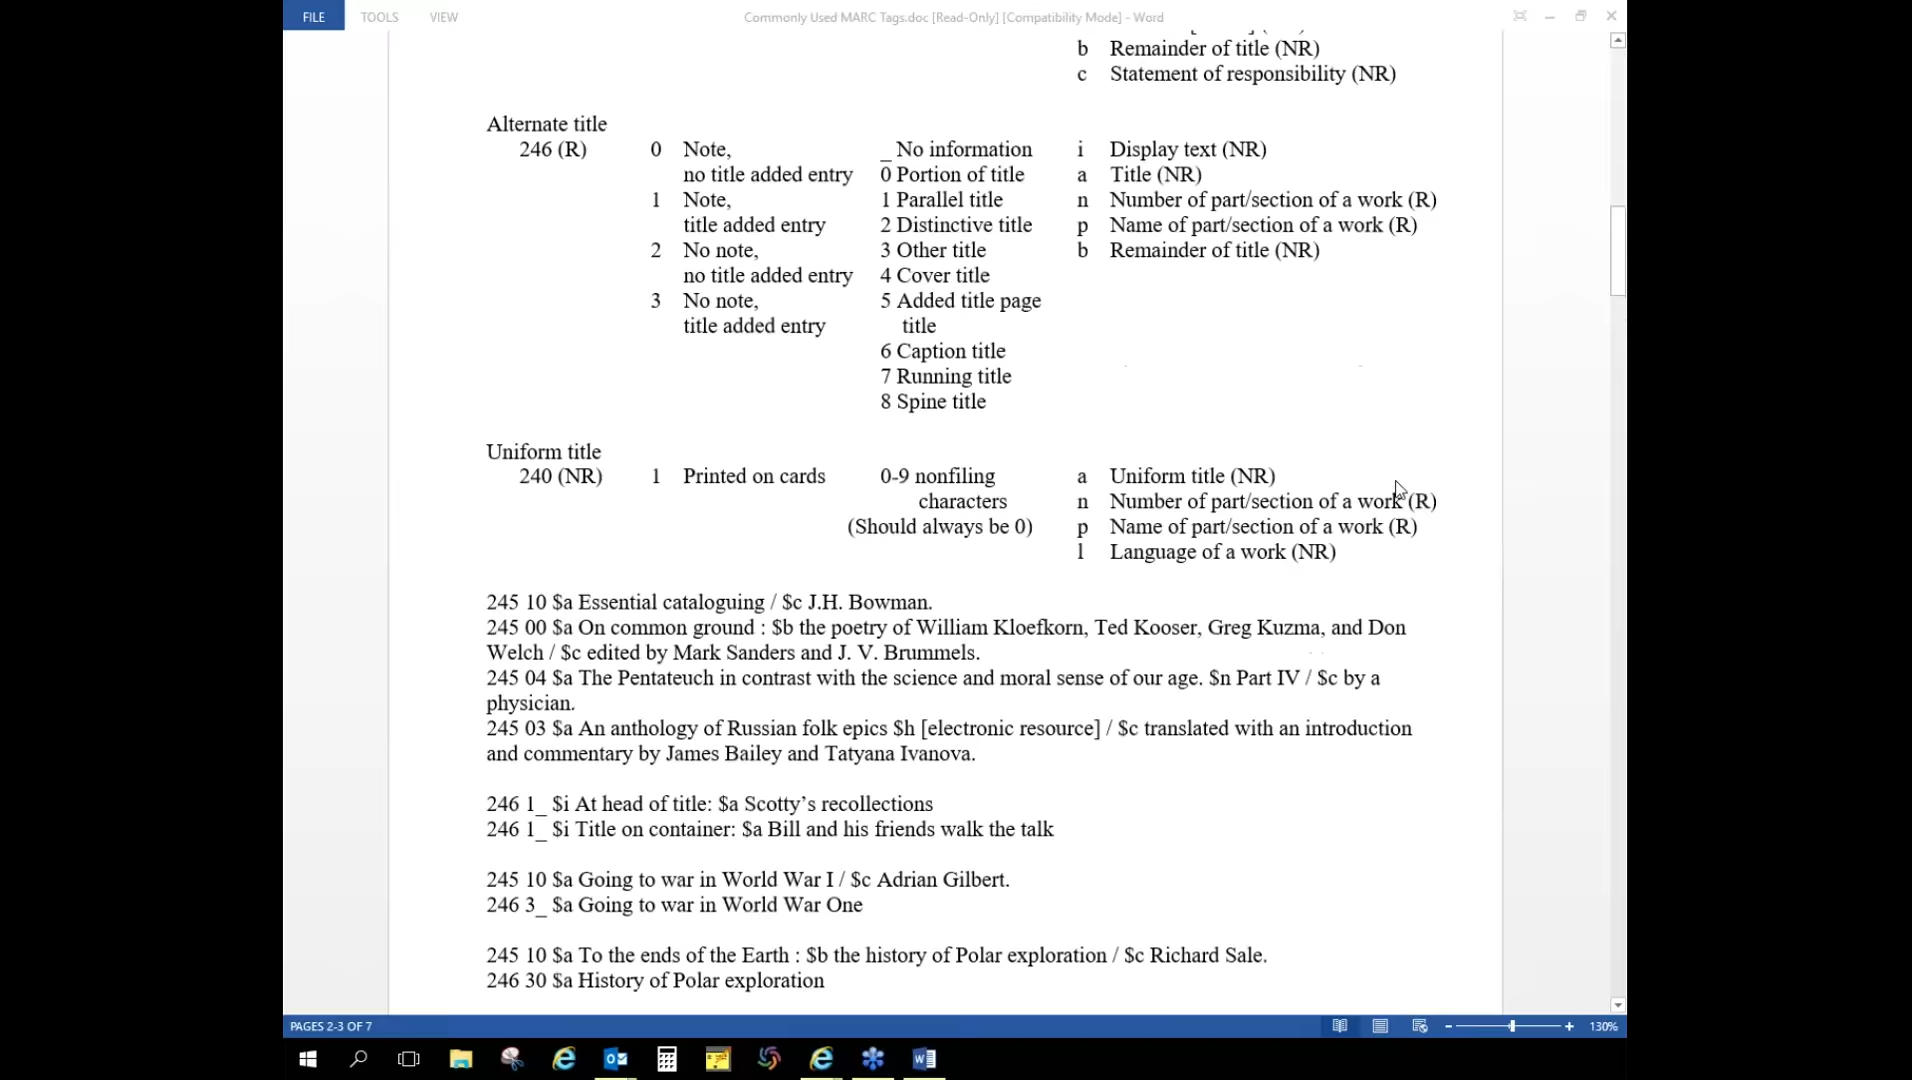 FILE TOOLS VIEW Commonly Used MARC Tags.doc [Read-Only] [Compatibility Mode] - Word
b Remainder of title (NR)
c Statement of responsibility (NR)
Alternate title
246 (R) 0 Note, _ No information i Display text (NR)
no title added entry 0 Portion of title a Title (NR)
1 Note, 1 Parallel title n Number of part/section of a work (R)
title added entry 2 Distinctive title p Name of part/section of a work (R)
2 No note, 3 Other title b Remainder of title (NR)
no title added entry 4 Cover title
3 No note, 5 Added title page
title added entry title
6 Caption title
7 Running title
8 Spine title
Uniform title
240 (NR) 1 Printed on cards 0-9 nonfiling a Uniform title (NR)
characters n Number of part/section of a work (R)
(Should always be 0) p Name of part/section of a work (R)
l Language of a work (NR)
245 10 $a Essential cataloguing / $c J.H. Bowman.
245 00 $a On common ground : $b the poetry of William Kloefkorn, Ted Kooser, Greg Kuzma, and Don
Welch / $c edited by Mark Sanders and J. V. Brummels.
245 04 $a The Pentateuch in contrast with the science and moral sense of our age. $n Part IV / $c by a
physician.
245 03 $a An anthology of Russian folk epics $h [electronic resource] / $c translated with an introduction
and commentary by James Bailey and Tatyana Ivanova.
246 1_ $i At head of title: $a Scotty’s recollections
246 1_ $i Title on container: $a Bill and his friends walk the talk
245 10 $a Going to war in World War I / $c Adrian Gilbert.
246 3_ $a Going to war in World War One
245 10 $a To the ends of the Earth : $b the history of Polar exploration / $c Richard Sale.
246 30 $a History of Polar exploration
PAGES 2-3 OF 7 130%